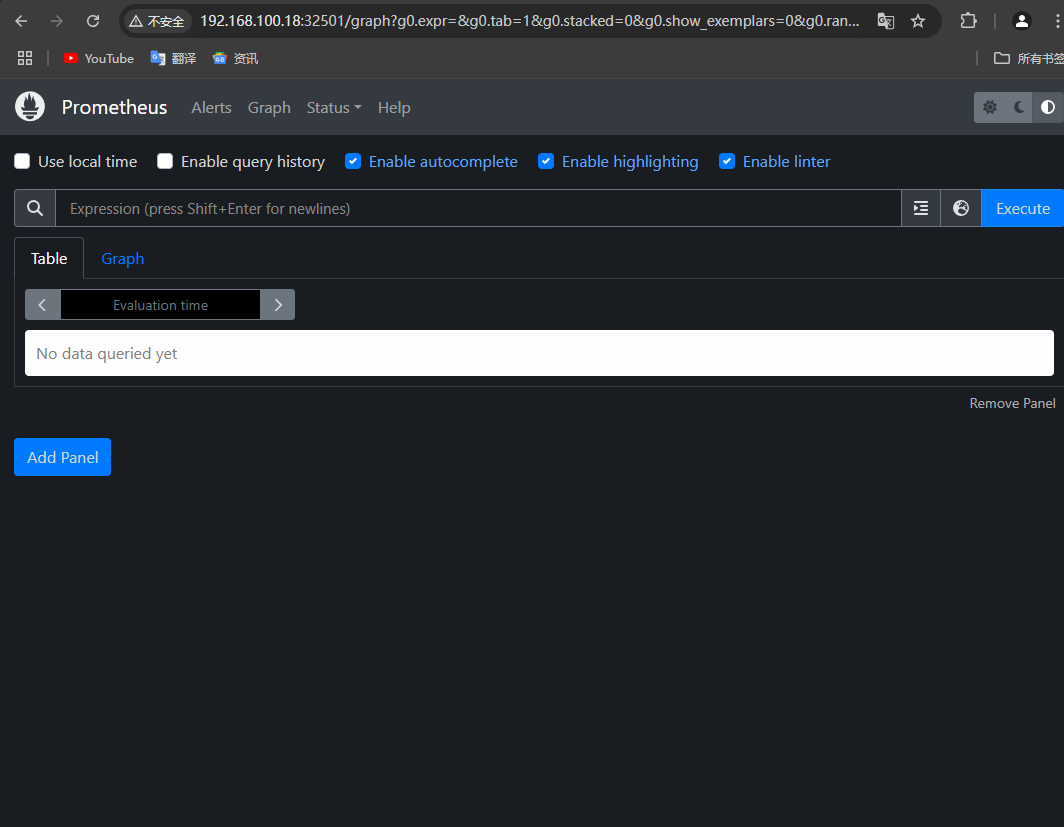 不安全 192.168.100.18:32501/graph?g0.expr=&g0.tab=1&g0.stacked=0&g0.show_exemplars=0&g0.ran...
YouTube 翻译 资讯 所有书签
Prometheus Alerts Graph Status Help
Use local time Enable query history Enable autocomplete Enable highlighting Enable linter
Expression (press Shift+Enter for newlines) Execute
Table Graph
Evaluation time
No data queried yet
Remove Panel
Add Panel